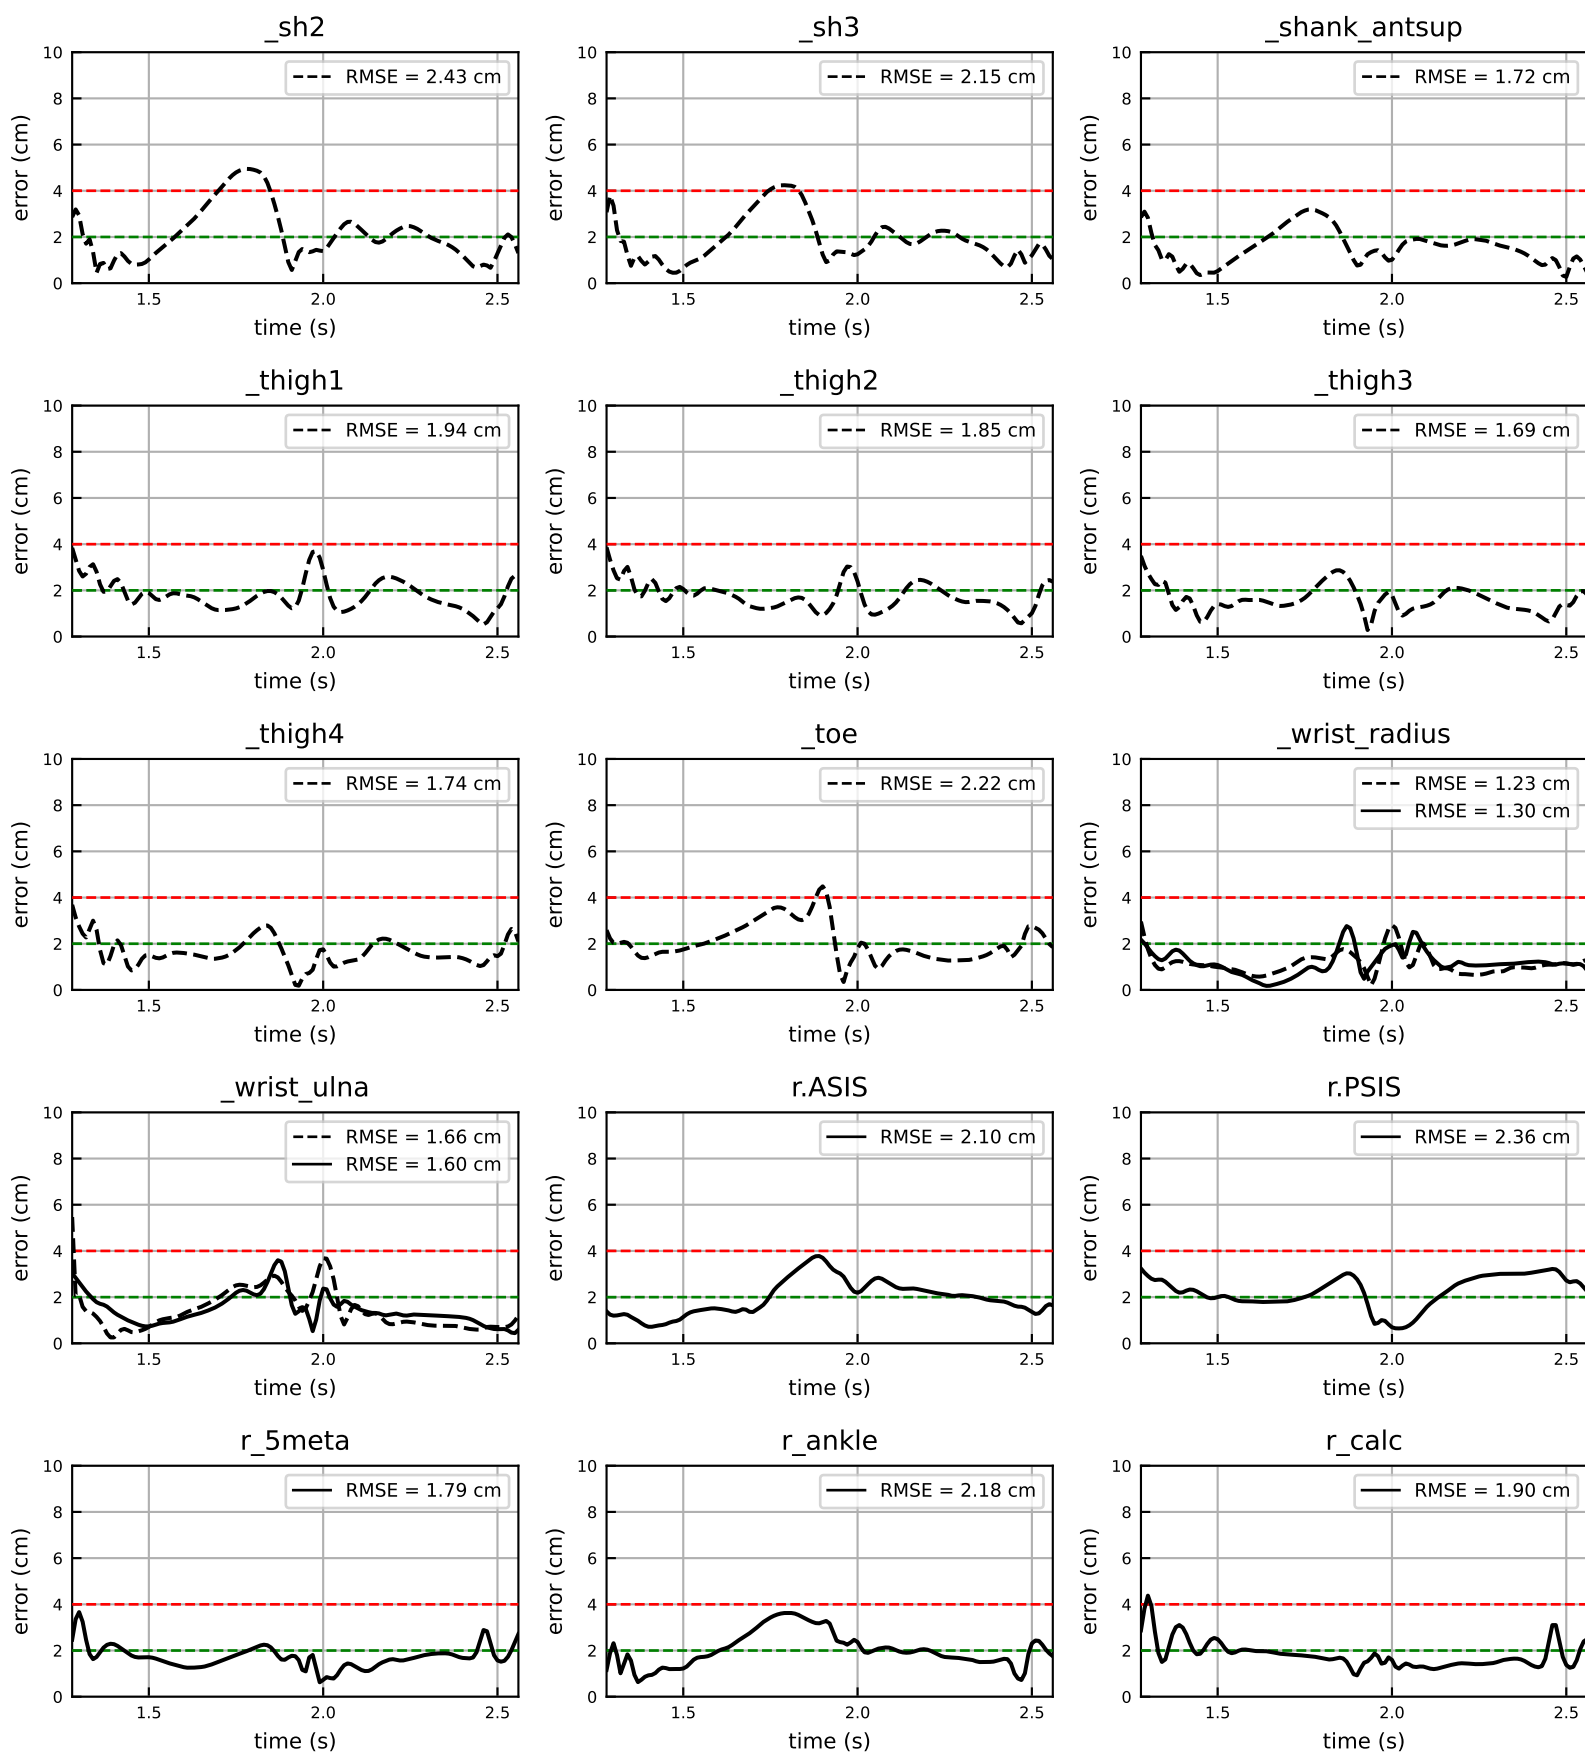 _sh2
_sh3
_shank_antsup
10
8
6
4
2
0
error (cm)
RMSE = 2.43 cm
1.5
2.0
2.5
time (s)
10
8
6
4
2
0
error (cm)
RMSE = 2.15 cm
1.5
2.0
2.5
time (s)
10
8
6
4
2
0
error (cm)
RMSE = 1.72 cm
1.5
2.0
2.5
time (s)
_thigh1
_thigh2
_thigh3
10
8
6
4
2
0
error (cm)
RMSE = 1.94 cm
1.5
2.0
2.5
time (s)
10
8
6
4
2
0
error (cm)
RMSE = 1.85 cm
1.5
2.0
2.5
time (s)
10
8
6
4
2
0
error (cm)
RMSE = 1.69 cm
1.5
2.0
2.5
time (s)
_thigh4
_toe
_wrist_radius
10
8
6
4
2
0
error (cm)
RMSE = 1.74 cm
1.5
2.0
2.5
time (s)
10
8
6
4
2
0
error (cm)
RMSE = 2.22 cm
1.5
2.0
2.5
time (s)
10
8
6
4
2
0
error (cm)
RMSE = 1.23 cm
RMSE = 1.30 cm
1.5
2.0
2.5
time (s)
_wrist_ulna
r.ASIS
r.PSIS
10
8
6
4
2
0
error (cm)
RMSE = 1.66 cm
RMSE = 1.60 cm
1.5
2.0
2.5
time (s)
10
8
6
4
2
0
error (cm)
RMSE = 2.10 cm
1.5
2.0
2.5
time (s)
10
8
6
4
2
0
error (cm)
RMSE = 2.36 cm
1.5
2.0
2.5
time (s)
r_5meta
r_ankle
r_calc
10
8
6
4
2
0
error (cm)
RMSE = 1.79 cm
1.5
2.0
2.5
time (s)
10
8
6
4
2
0
error (cm)
RMSE = 2.18 cm
1.5
2.0
2.5
time (s)
10
8
6
4
2
0
error (cm)
RMSE = 1.90 cm
1.5
2.0
2.5
time (s)